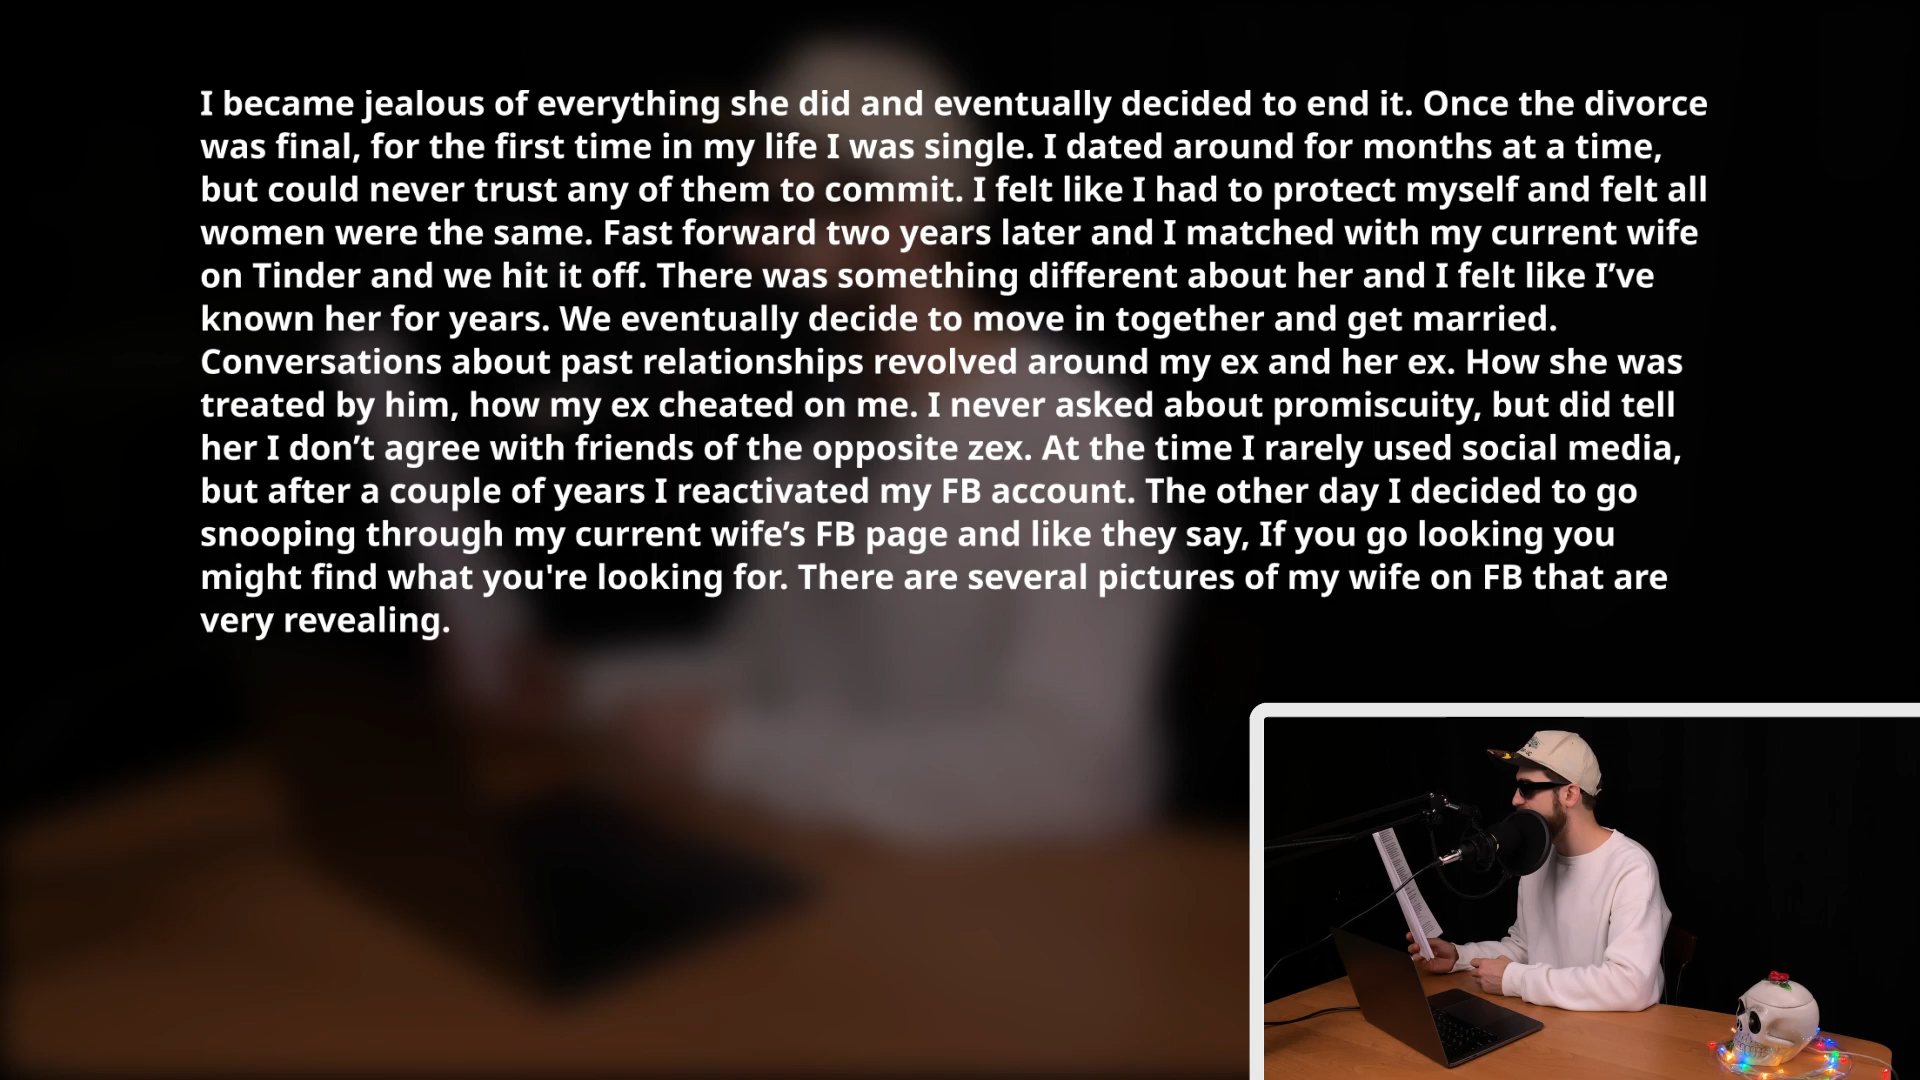 I became jealous of everything she did and eventually decided to end it. Once the divorce
was final, for the first time in my life I was single. I dated around for months at a time,
but could never trust any of them to commit. I felt like I had to protect myself and felt all
women were the same. Fast forward two years later and I matched with my current wife
on Tinder and we hit it off. There was something different about her and I felt like I’ve
known her for years. We eventually decide to move in together and get married.
Conversations about past relationships revolved around my ex and her ex. How she was
treated by him, how my ex cheated on me. I never asked about promiscuity, but did tell
her I don’t agree with friends of the opposite zex. At the time I rarely used social media,
but after a couple of years I reactivated my FB account. The other day I decided to go
snooping through my current wife’s FB page and like they say, If you go looking you
might find what you're looking for. There are several pictures of my wife on FB that are
very revealing.